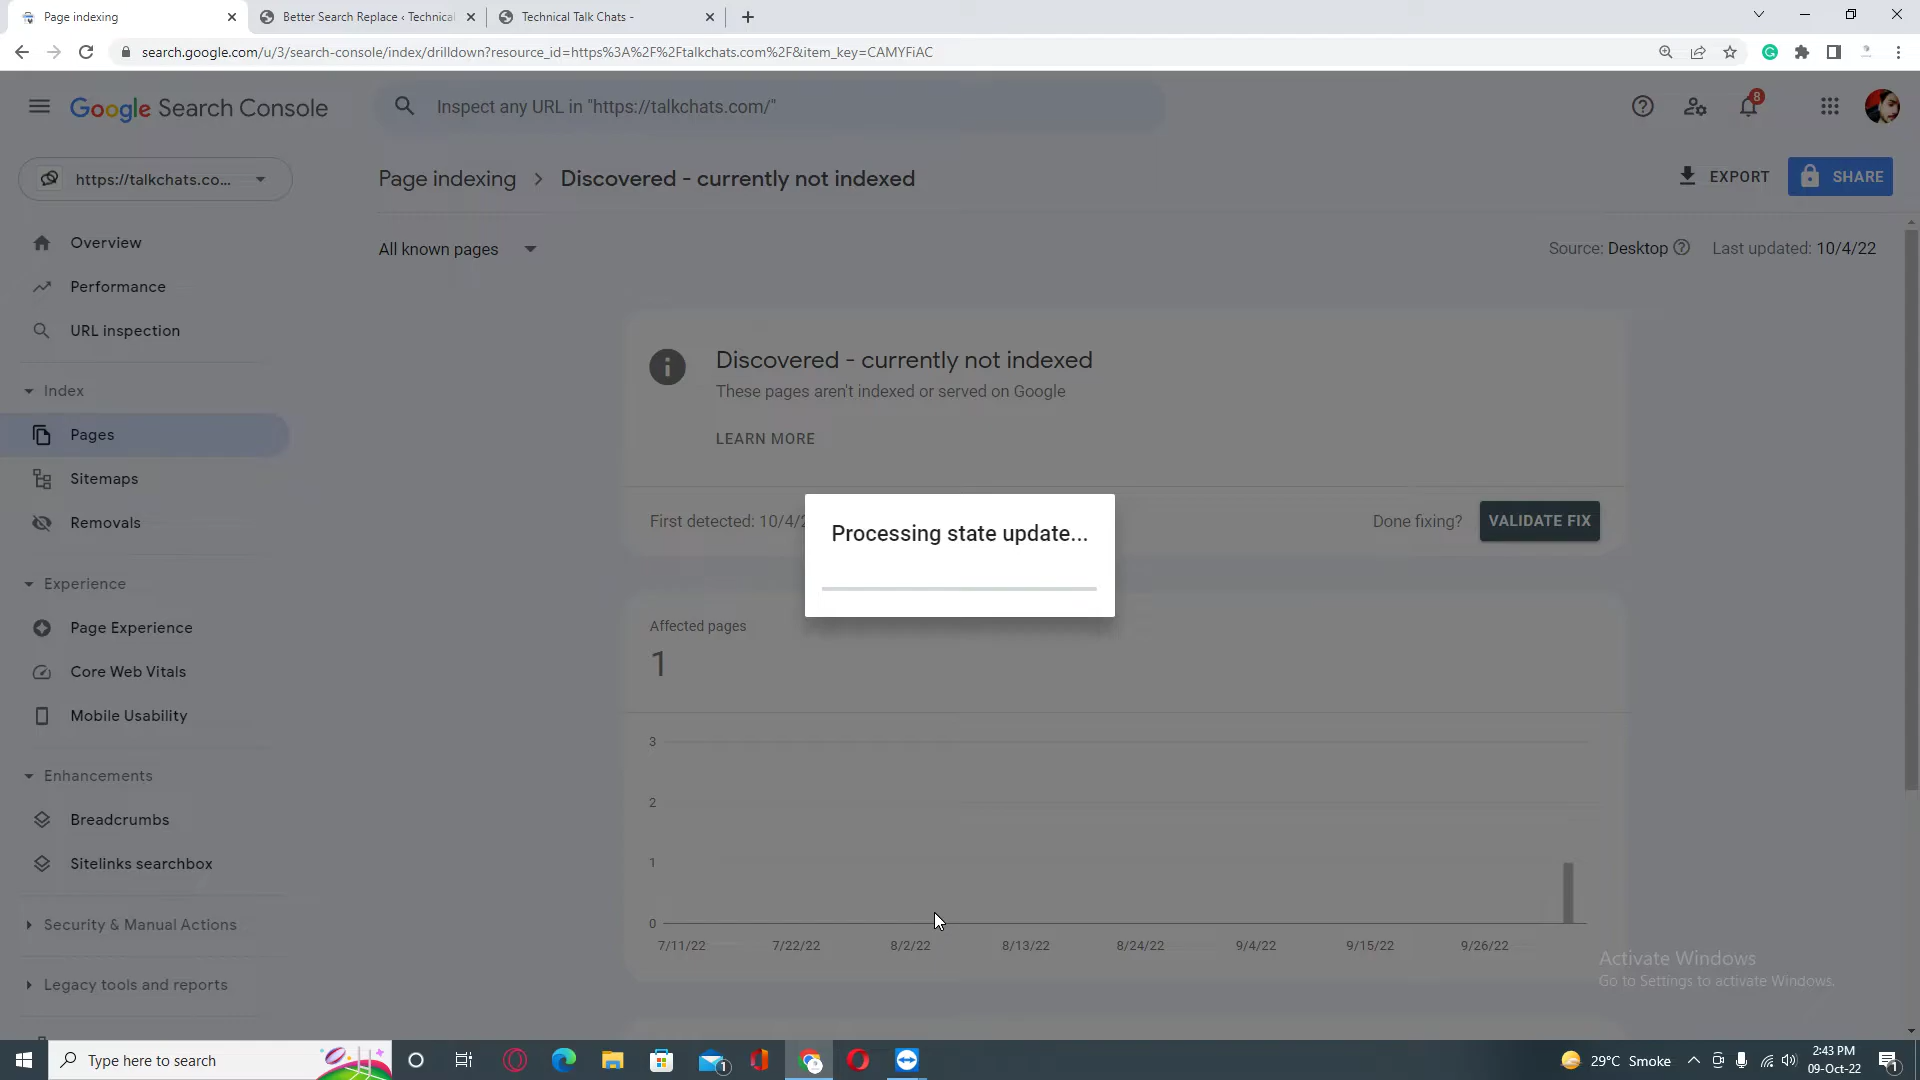 Page indexing
Better Search Replace ‹ Technical
Technical Talk Chats -
search.google.com/u/3/search-console/index/drilldown?resource_id=https%3A%2F%2Ftalkchats.com%2F&item_key=CAMYFiAC
Google Search Console
Inspect any URL in "https://talkchats.com/"
8
https://talkchats.co...
Page indexing > Discovered - currently not indexed
EXPORT
SHARE
All known pages
Source: Desktop
Last updated: 10/4/22
Overview
Performance
URL inspection
Index
Pages
Sitemaps
Removals
Experience
Page Experience
Core Web Vitals
Mobile Usability
Enhancements
Breadcrumbs
Sitelinks searchbox
Security & Manual Actions
Legacy tools and reports
Discovered - currently not indexed
These pages aren't indexed or served on Google
LEARN MORE
First detected: 10/4/2
Done fixing?
VALIDATE FIX
Processing state update...
Affected pages
1
3
2
1
0
7/11/22
7/22/22
8/2/22
8/13/22
8/24/22
9/4/22
9/15/22
9/26/22
Activate Windows
Go to Settings to activate Windows.
Type here to search
1
29°C Smoke
2:43 PM
09-Oct-22
1